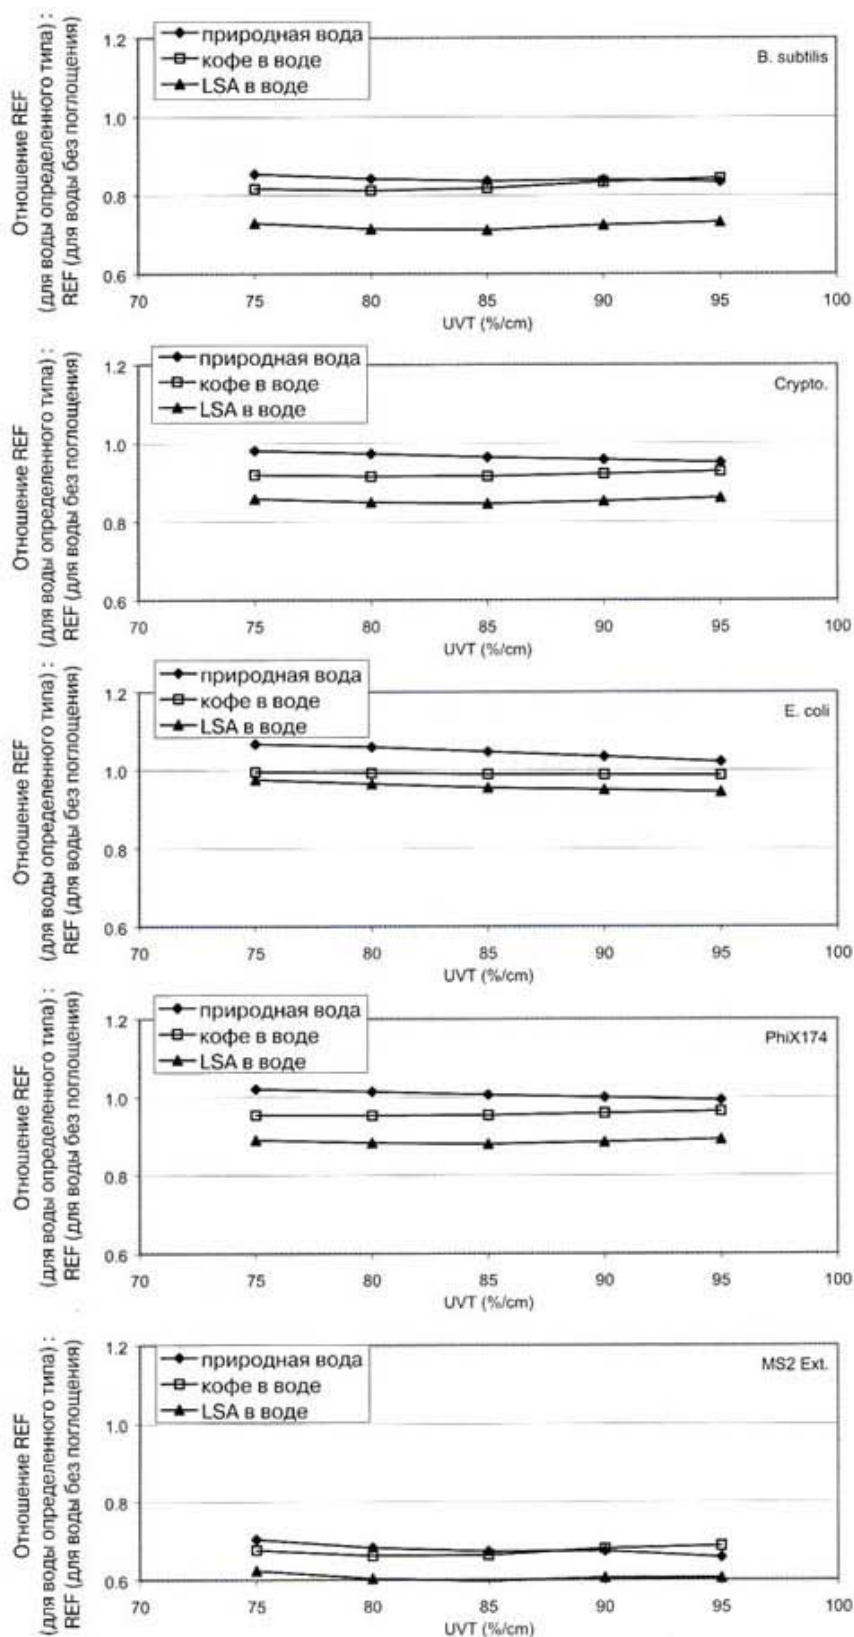 Отношение REF
(для воды определенного типа) :
REF (для воды без поглощения)
природная вода
кофе в воде
LSA в воде
B. subtilis
1.2
1.0
0.8
0.6
70 75 80 85 90 95 100
UVT (%/cm)
Отношение REF
(для воды определенного типа) :
REF (для воды без поглощения)
природная вода
кофе в воде
LSA в воде
Crypto.
1.2
1.0
0.8
0.6
70 75 80 85 90 95 100
UVT (%/cm)
Отношение REF
(для воды определенного типа) :
REF (для воды без поглощения)
природная вода
кофе в воде
LSA в воде
E. coli
1.2
1.0
0.8
0.6
70 75 80 85 90 95 100
UVT (%/cm)
Отношение REF
(для воды определенного типа) :
REF (для воды без поглощения)
природная вода
кофе в воде
LSA в воде
PhiX174
1.2
1.0
0.8
0.6
70 75 80 85 90 95 100
UVT (%/cm)
Отношение REF
(для воды определенного типа) :
REF (для воды без поглощения)
природная вода
кофе в воде
LSA в воде
MS2 Ext.
1.2
1.0
0.8
0.6
70 75 80 85 90 95 100
UVT (%/cm)